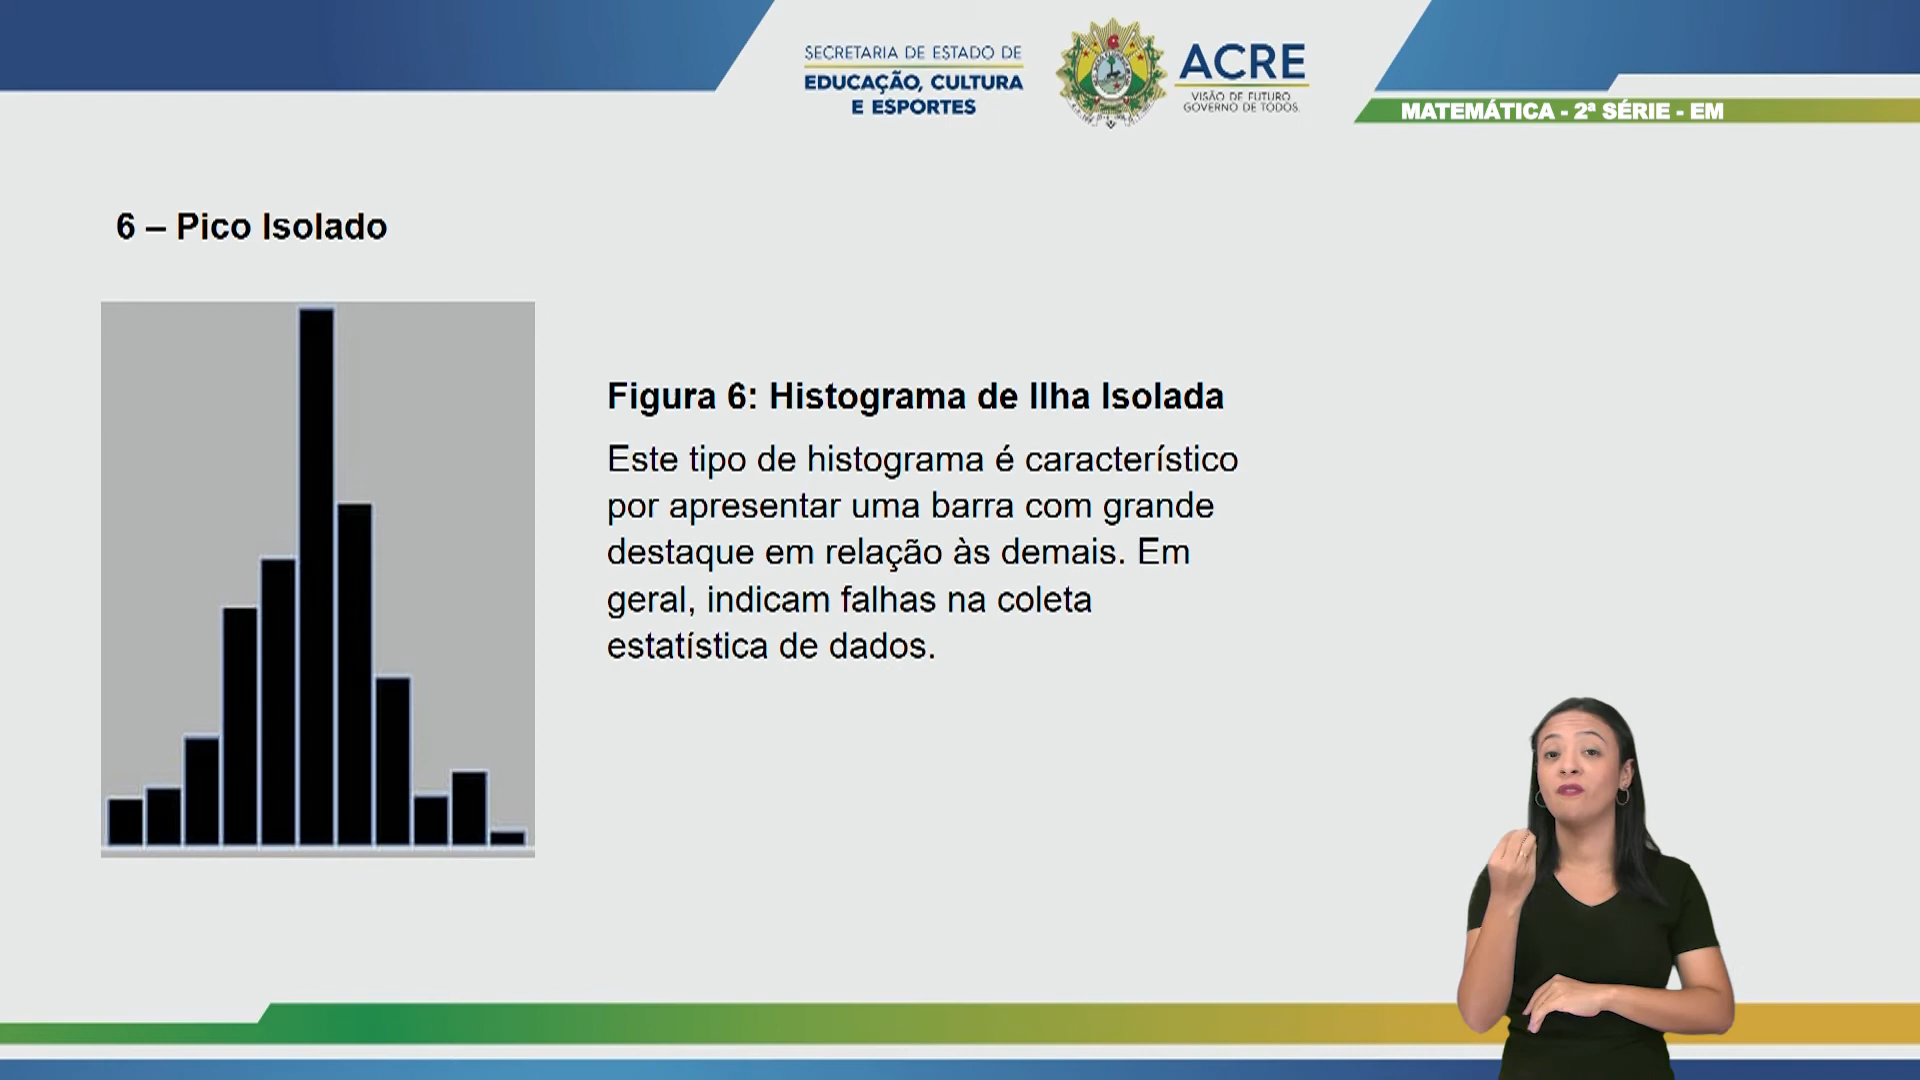 SECRETARIA DE ESTADO DE
EDUCAÇÃO, CULTURA
E ESPORTES
ACRE
VISÃO DE FUTURO,
GOVERNO DE TODOS.
MATEMÁTICA - 2ª SÉRIE - EM
6 – Pico Isolado
Figura 6: Histograma de Ilha Isolada
Este tipo de histograma é característico
por apresentar uma barra com grande
destaque em relação às demais. Em
geral, indicam falhas na coleta
estatística de dados.